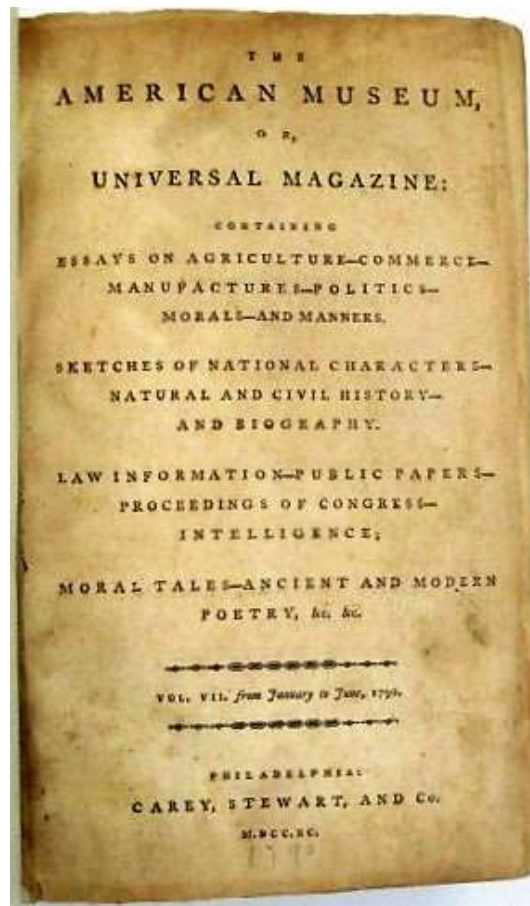 THE
AMERICAN MUSEUM,
OR,
UNIVERSAL MAGAZINE:
CONTAINING
ESSAYS ON AGRICULTURE—COMMERCE—
MANUFACTURES—POLITICS—
MORALS—AND MANNERS.
SKETCHES OF NATIONAL CHARACTERS—
NATURAL AND CIVIL HISTORY—
AND BIOGRAPHY.
LAW INFORMATION—PUBLIC PAPERS—
PROCEEDINGS OF CONGRESS—
INTELLIGENCE;
MORAL TALES—ANCIENT AND MODERN
POETRY, &c. &c.
VOL. VII. from January to June, 1790.
PHILADELPHIA:
CAREY, STEWART, AND Co.
M.DCC.XC.
1790